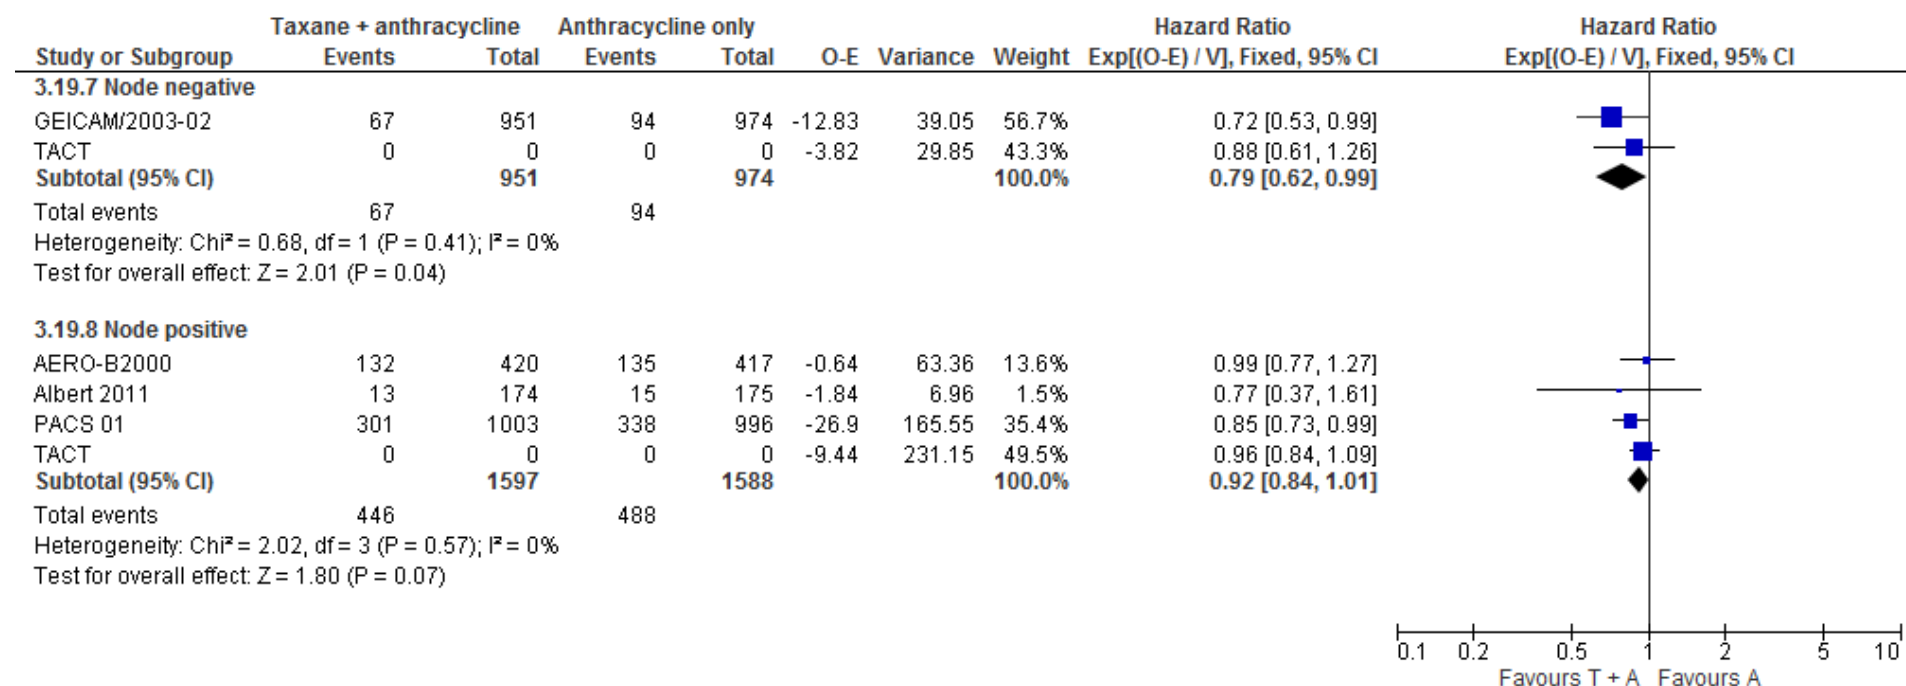 Taxane + anthracycline Anthracycline only Hazard Ratio Hazard Ratio
Study or Subgroup Events Total Events Total O-E Variance Weight Exp[(O-E) / V], Fixed, 95% CI Exp[(O-E) / V], Fixed, 95% CI
3.19.7 Node negative
GEICAM/2003-02 67 951 94 974 -12.83 39.05 56.7% 0.72 [0.53, 0.99]
TACT 0 0 0 0 -3.82 29.85 43.3% 0.88 [0.61, 1.26]
Subtotal (95% CI) 951 974 100.0% 0.79 [0.62, 0.99]
Total events 67 94
Heterogeneity: Chi² = 0.68, df = 1 (P = 0.41); I² = 0%
Test for overall effect: Z = 2.01 (P = 0.04)
3.19.8 Node positive
AERO-B2000 132 420 135 417 -0.64 63.36 13.6% 0.99 [0.77, 1.27]
Albert 2011 13 174 15 175 -1.84 6.96 1.5% 0.77 [0.37, 1.61]
PACS 01 301 1003 338 996 -26.9 165.55 35.4% 0.85 [0.73, 0.99]
TACT 0 0 0 0 -9.44 231.15 49.5% 0.96 [0.84, 1.09]
Subtotal (95% CI) 1597 1588 100.0% 0.92 [0.84, 1.01]
Total events 446 488
Heterogeneity: Chi² = 2.02, df = 3 (P = 0.57); I² = 0%
Test for overall effect: Z = 1.80 (P = 0.07)
0.1 0.2 0.5 1 2 5 10
Favours T + A Favours A